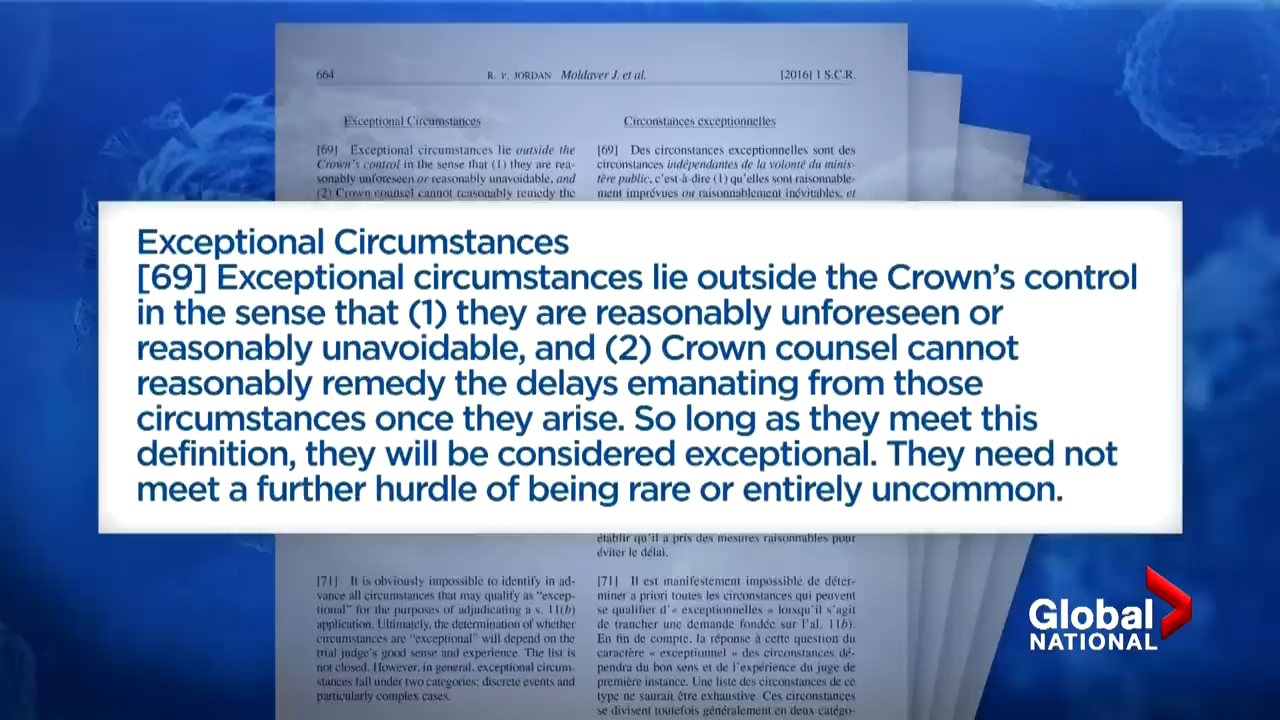 664
R. V. JORDAN Moldaver J. et al.
[2016] 1 S.C.R.
Exceptional Circumstances
[69] Exceptional circumstances lie outside the
Crown's control in the sense that (1) they are rea-
sonably unforeseen or reasonably unavoidable, and
(2) Crown counsel cannot reasonably remedy the
Circonstances exceptionnelles
[69] Des circonstances exceptionnelles sont des
circonstances indépendantes de la volonté du minis-
tère public, c'est-à-dire (1) qu'elles sont raisonnable-
ment imprévues ou raisonnablement inévitables, et
Exceptional Circumstances
[69] Exceptional circumstances lie outside the Crown's control
in the sense that (1) they are reasonably unforeseen or
reasonably unavoidable, and (2) Crown counsel cannot
reasonably remedy the delays emanating from those
circumstances once they arise. So long as they meet this
definition, they will be considered exceptional. They need not
meet a further hurdle of being rare or entirely uncommon.
[71] It is obviously impossible to identify in ad-
vance all circumstances that may qualify as "excep-
tional" for the purposes of adjudicating a s. 11(b)
application. Ultimately, the determination of whether
circumstances are "exceptional" will depend on the
trial judge's good sense and experience. The list is
not closed. However, in general, exceptional circum-
stances fall under two categories: discrete events and
particularly complex cases.
établir qu'il a pris des mesures raisonnables pour
éviter le délai.
[71] Il est manifestement impossible de déter-
miner a priori toutes les circonstances qui peuvent
se qualifier d'« exceptionnelles » lorsqu'il s'agit
de trancher une demande fondée sur l'al. 11b).
En fin de compte, la réponse à cette question du
caractère « exceptionnel » des circonstances dé-
pendra du bon sens et de l'expérience du juge de
première instance. Une liste des circonstances de ce
type ne saurait être exhaustive. Ces circonstances
se divisent toutefois généralement en deux catégo-
Global
NATIONAL